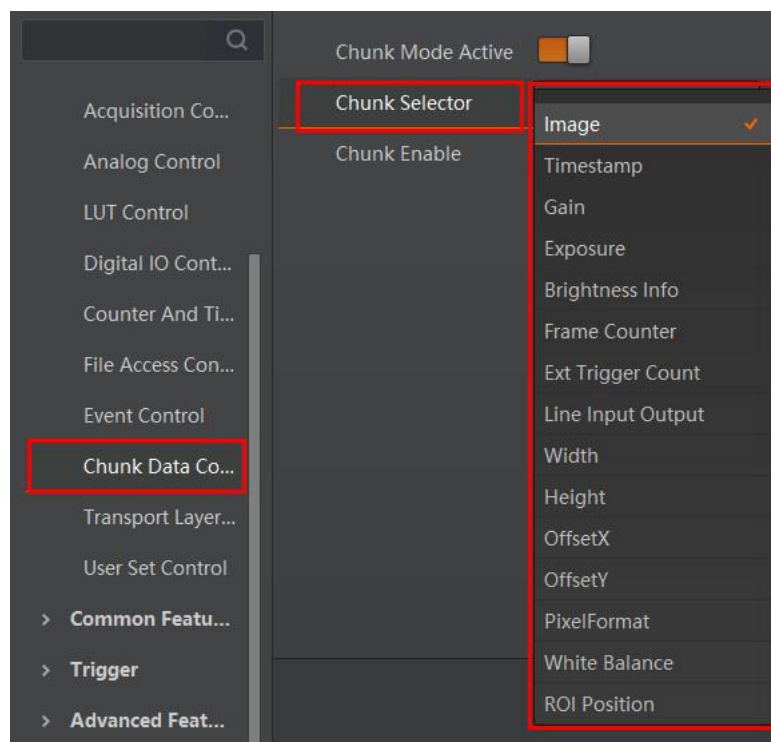 Acquisition Co...
Analog Control
LUT Control
Digital IO Cont...
Counter And Ti...
File Access Con...
Event Control
Chunk Data Co...
Transport Layer...
User Set Control
Common Featu...
Trigger
Advanced Feat...
Chunk Mode Active
Chunk Selector
Chunk Enable
Image
Timestamp
Gain
Exposure
Brightness Info
Frame Counter
Ext Trigger Count
Line Input Output
Width
Height
OffsetX
OffsetY
PixelFormat
White Balance
ROI Position